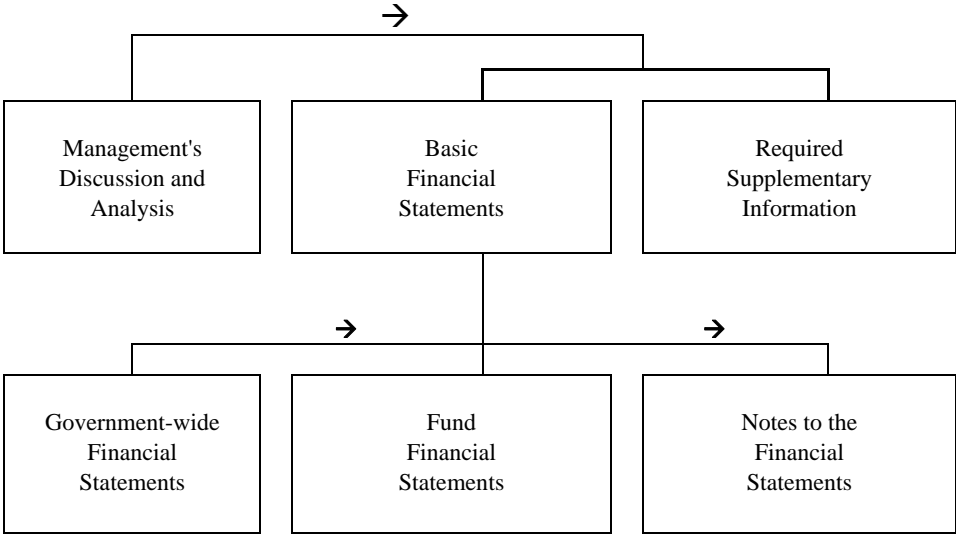 Management's
Discussion and
Analysis
Basic
Financial
Statements
Required
Supplementary
Information
Government-wide
Financial
Statements
Fund
Financial
Statements
Notes to the
Financial
Statements